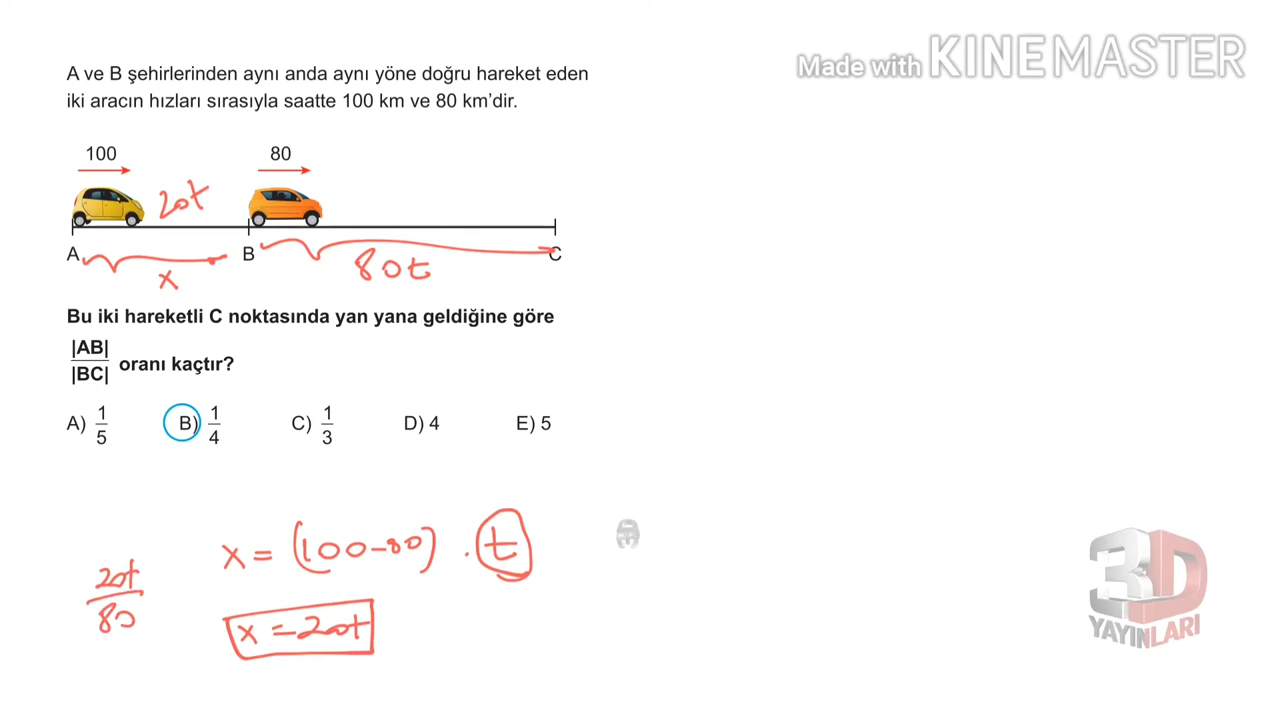 Made with KINEMASTER
A ve B şehirlerinden aynı anda aynı yöne doğru hareket eden
iki aracın hızları sırasıyla saatte 100 km ve 80 km'dir.
100 80
20t
A B C
x 80t
Bu iki hareketli C noktasında yan yana geldiğine göre
|AB|
|BC| oranı kaçtır?
A) 1/5 B) 1/4 C) 1/3 D) 4 E) 5
x = (100-80) . t
20t
80
x = 20t
3D
YAYINLARI